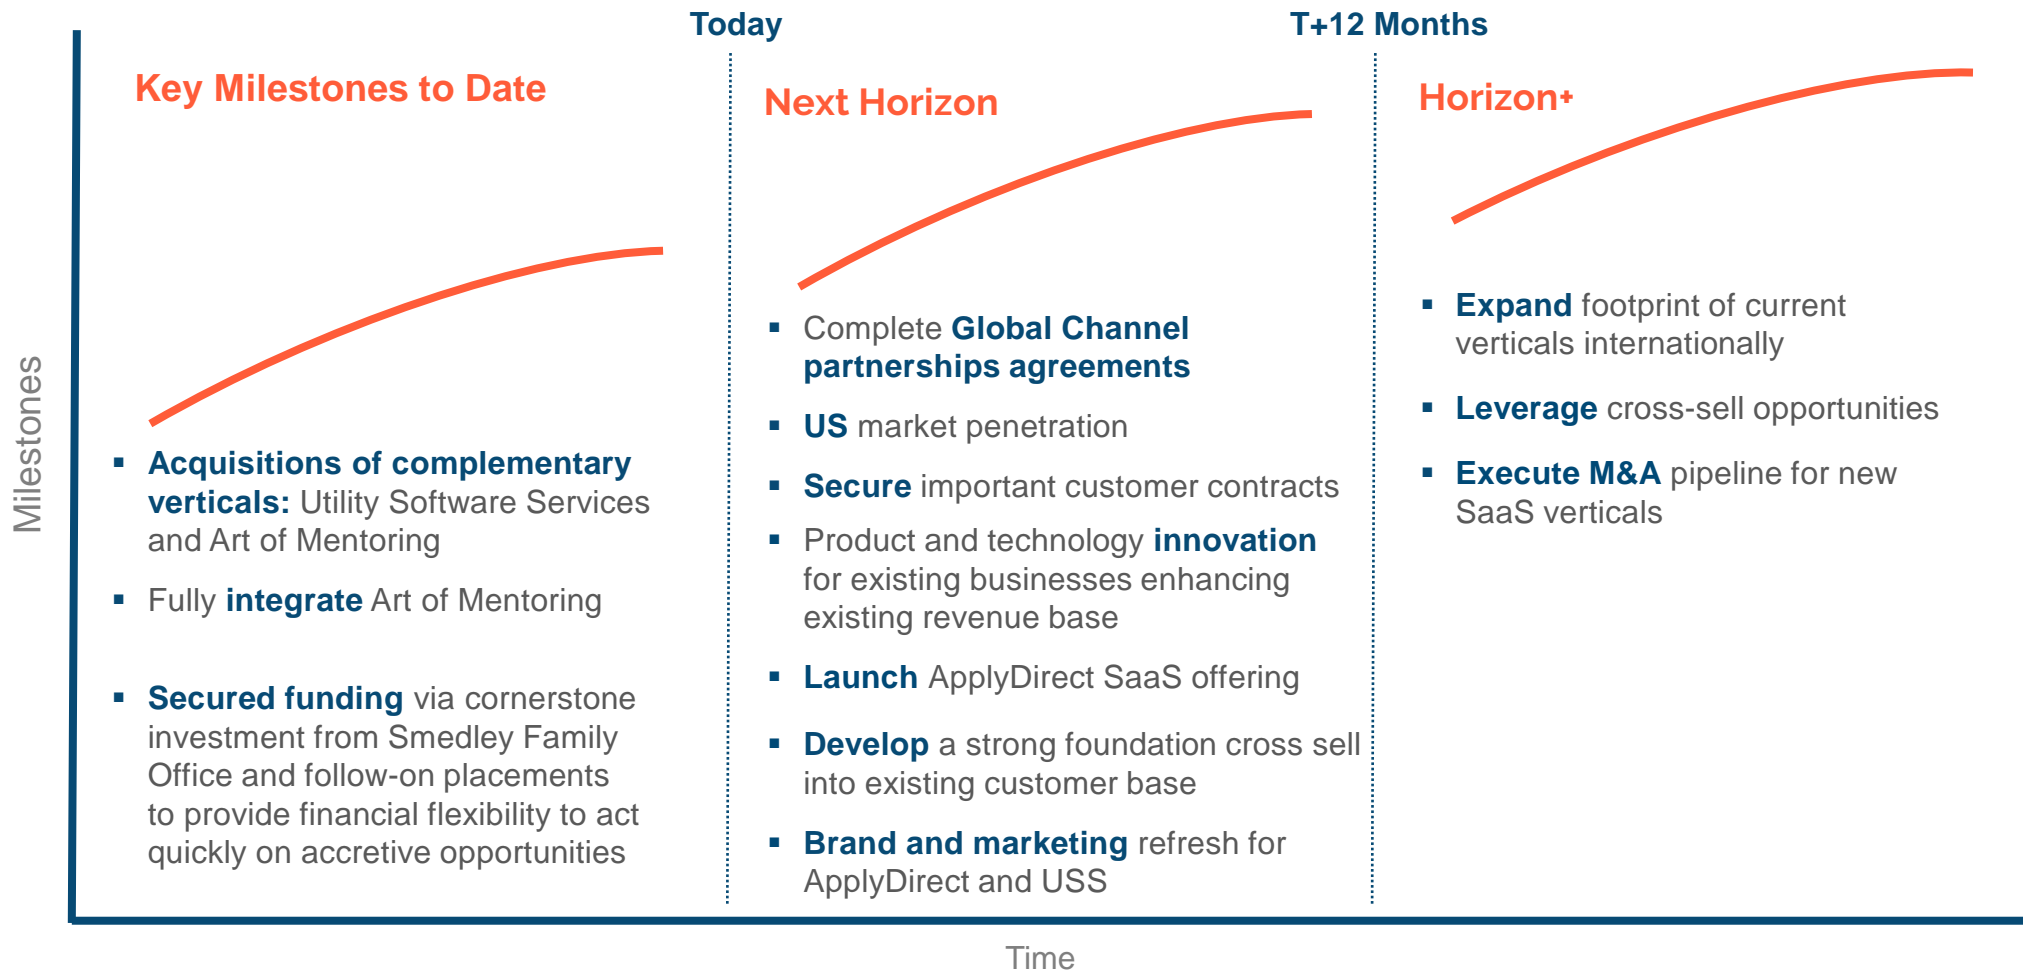 Today
T+12 Months
Key Milestones to Date
Next Horizon
Horizon+
Milestones
▪ Acquisitions of complementary
verticals: Utility Software Services
and Art of Mentoring
▪ Fully integrate Art of Mentoring
▪ Secured funding via cornerstone
investment from Smedley Family
Office and follow-on placements
to provide financial flexibility to act
quickly on accretive opportunities
▪ Complete Global Channel
partnerships agreements
▪ US market penetration
▪ Secure important customer contracts
▪ Product and technology innovation
for existing businesses enhancing
existing revenue base
▪ Launch ApplyDirect SaaS offering
▪ Develop a strong foundation cross sell
into existing customer base
▪ Brand and marketing refresh for
ApplyDirect and USS
▪ Expand footprint of current
verticals internationally
▪ Leverage cross-sell opportunities
▪ Execute M&A pipeline for new
SaaS verticals
Time